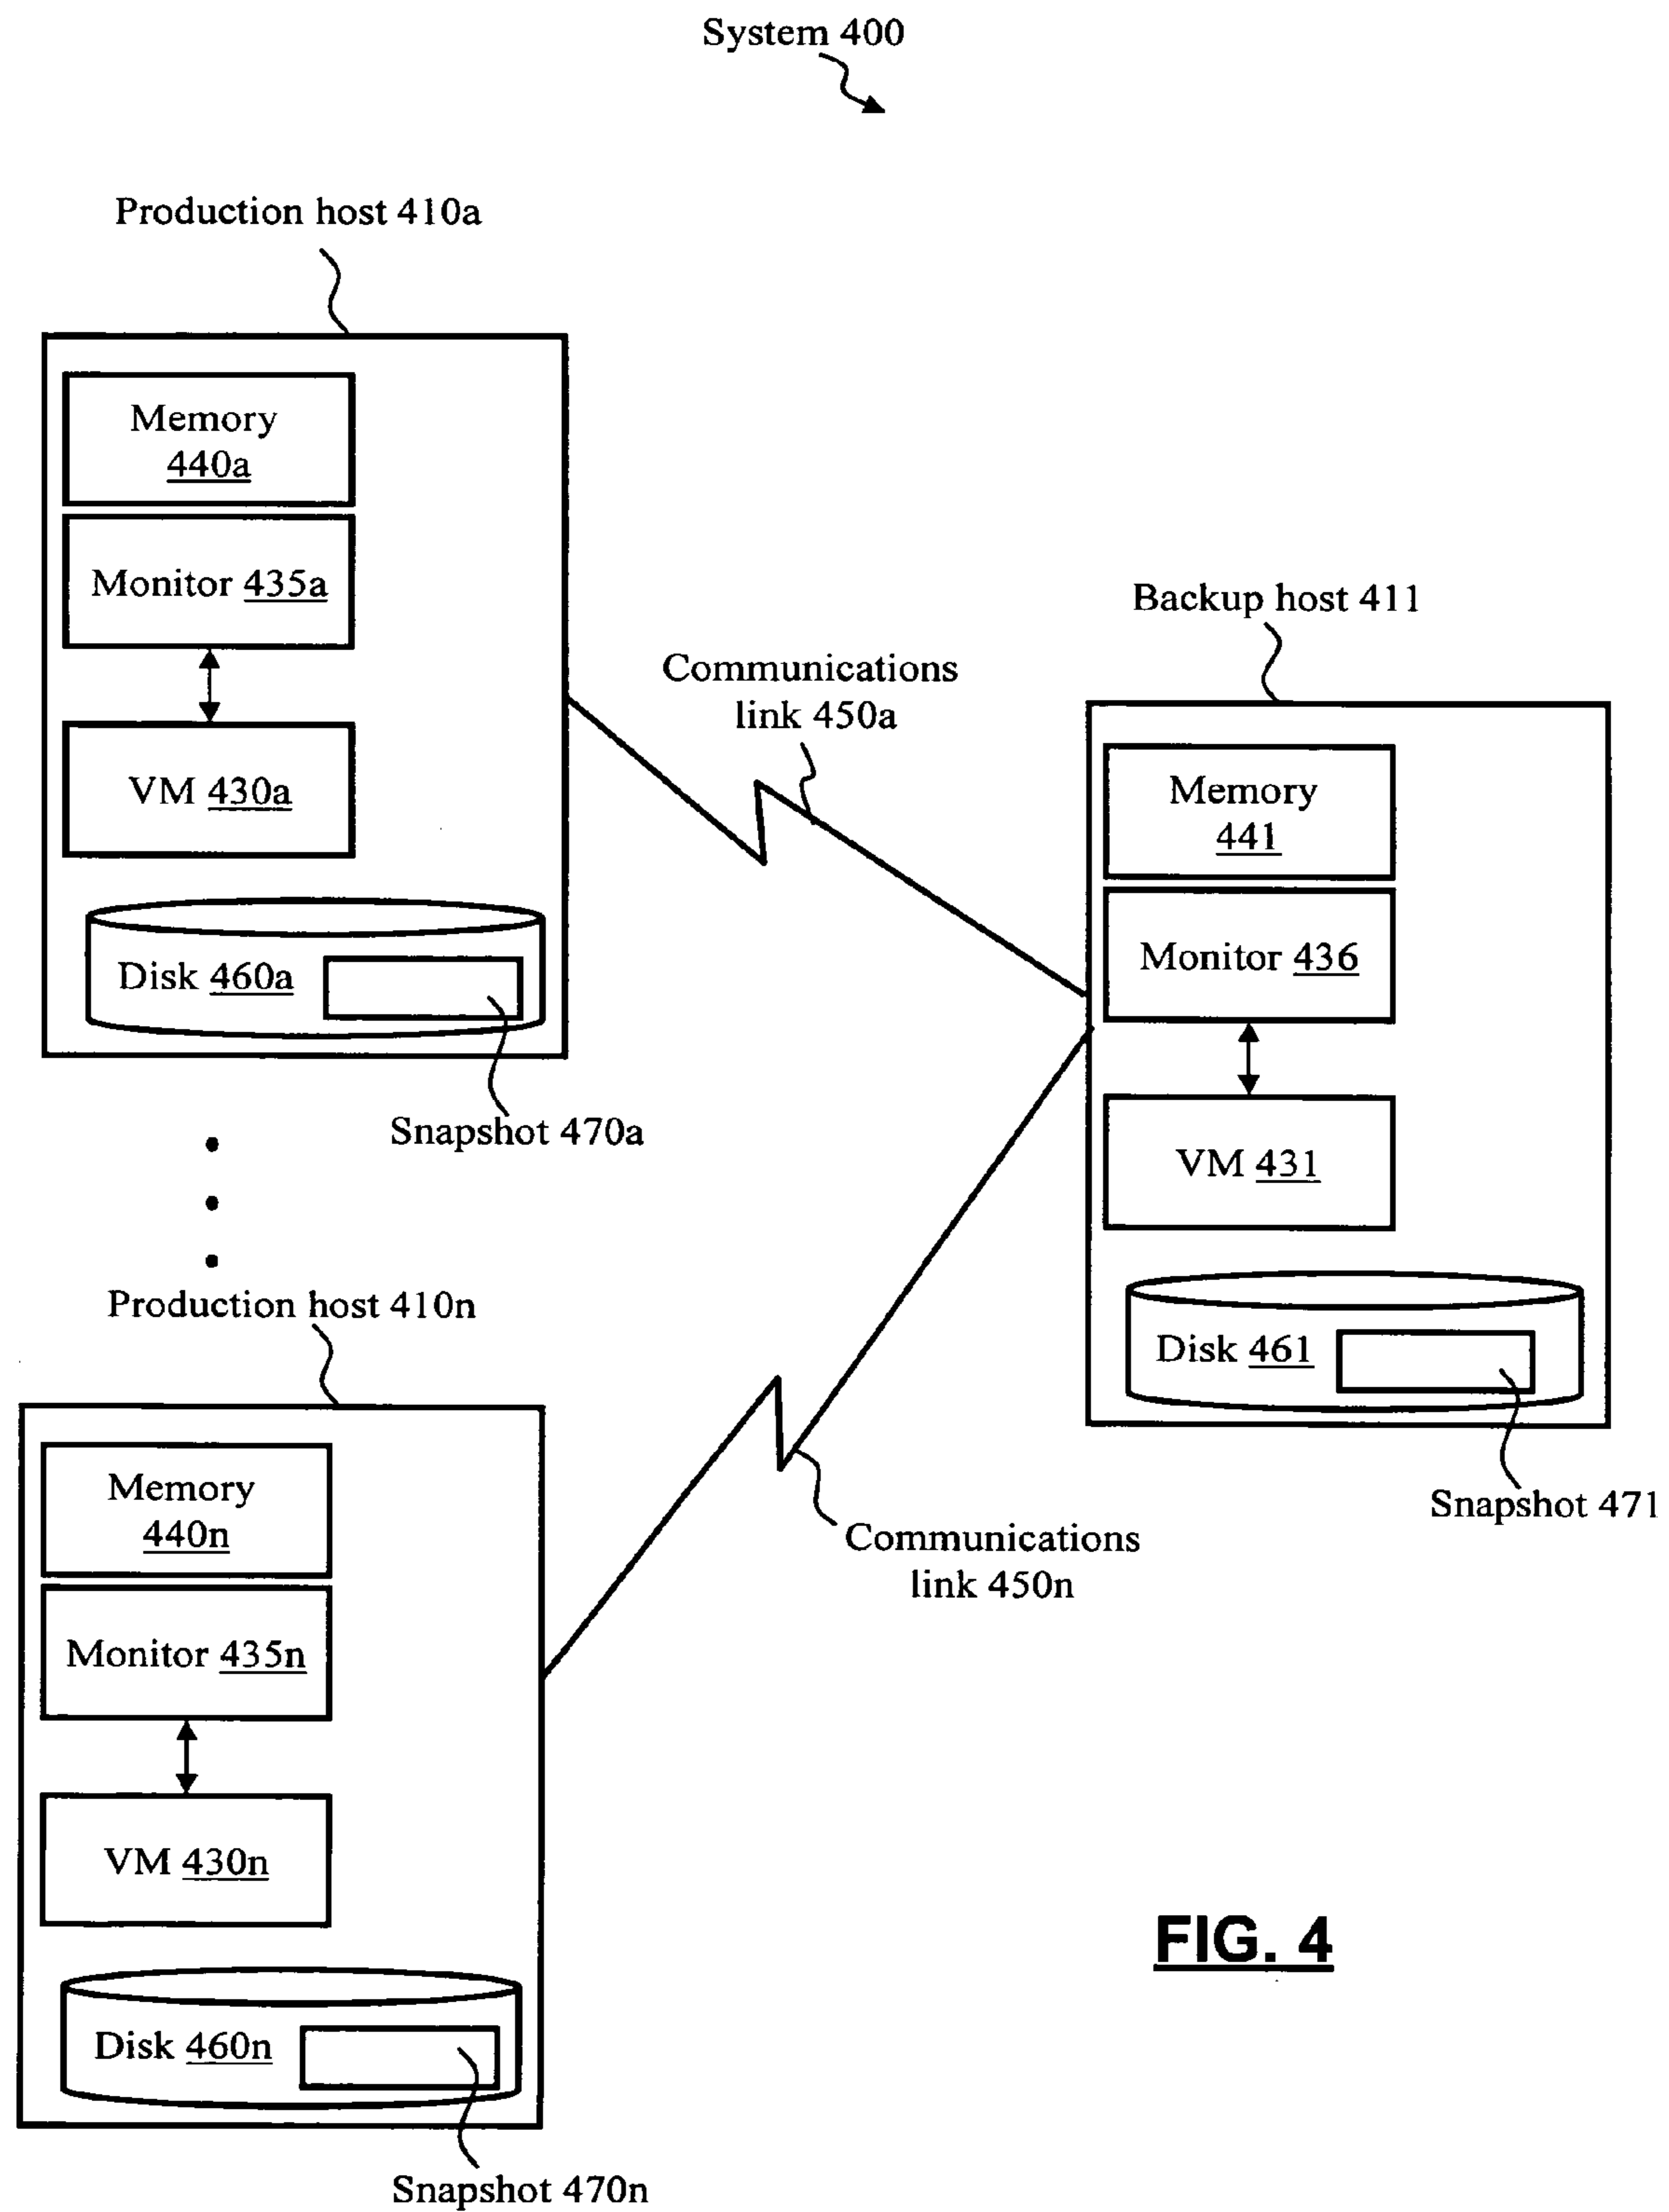 System 400
Production host 410a
Memory
440a
Monitor 435a
VM 430a
Disk 460a
Snapshot 470a
Communications
link 450a
Backup host 411
Memory
441
Monitor 436
VM 431
Disk 461
Snapshot 471
Production host 410n
Memory
440n
Monitor 435n
VM 430n
Disk 460n
Snapshot 470n
Communications
link 450n
FIG. 4